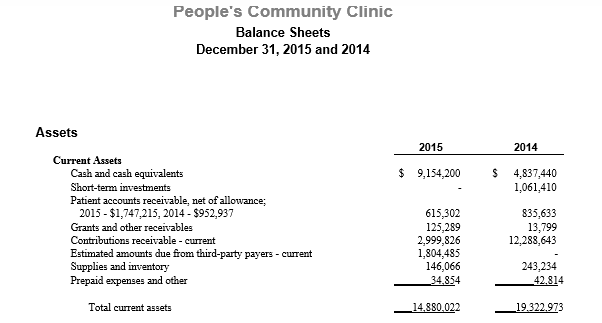 People's Community Clinic
Balance Sheets
December 31, 2015 and 2014
Assets
2015 2014
Current Assets
Cash and cash equivalents $ 9,154,200 $ 4,837,440
Short-term investments - 1,061,410
Patient accounts receivable, net of allowance;
2015 - $1,747,215, 2014 - $952,937 615,302 835,633
Grants and other receivables 125,289 13,799
Contributions receivable - current 2,999,826 12,288,643
Estimated amounts due from third-party payers - current 1,804,485 -
Supplies and inventory 146,066 243,234
Prepaid expenses and other 34,854 42,814
Total current assets 14,880,022 19,322,973